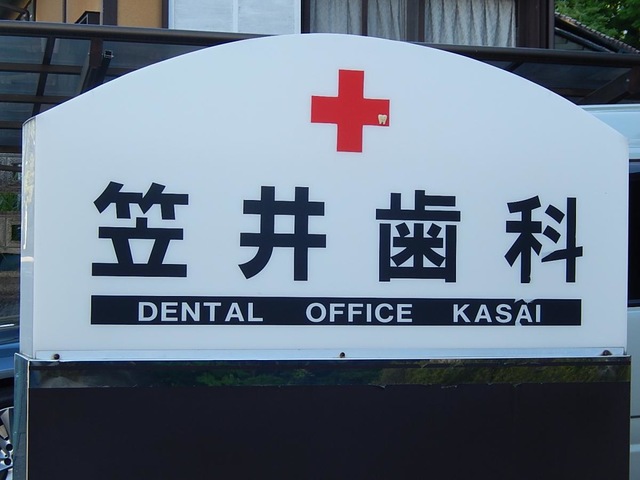 笠井歯科
DENTAL OFFICE KASAI